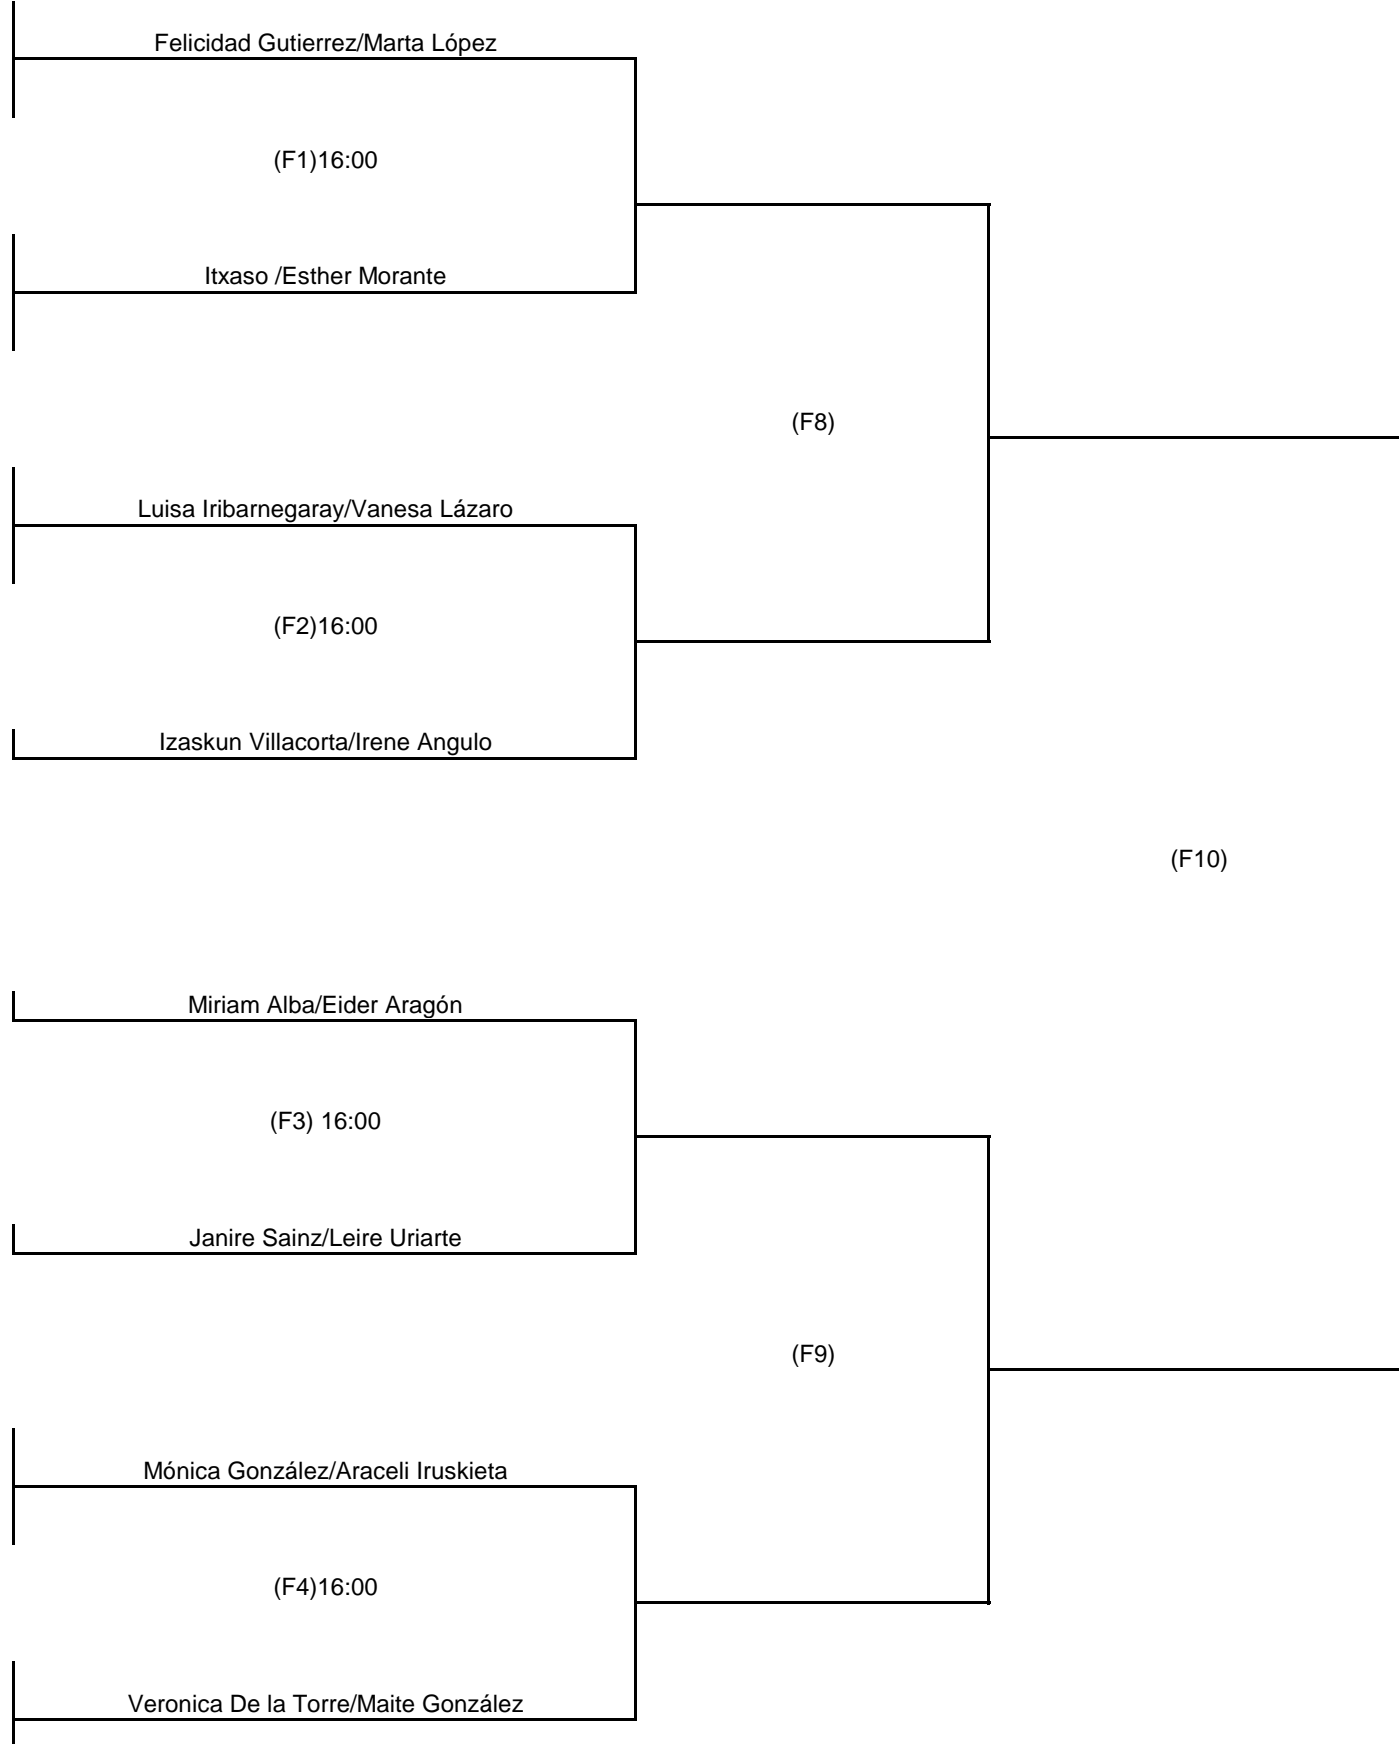 Felicidad Gutierrez/Marta López
(F1)16:00
Itxaso /Esther Morante
(F8)
Luisa Iribarnegaray/Vanesa Lázaro
(F2)16:00
Izaskun Villacorta/Irene Angulo
(F10)
Miriam Alba/Eider Aragón
(F3) 16:00
Janire Sainz/Leire Uriarte
(F9)
Mónica González/Araceli Iruskieta
(F4)16:00
Veronica De la Torre/Maite González